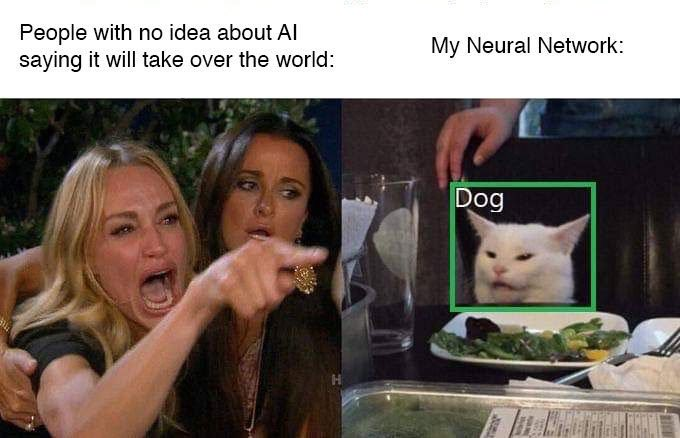 People with no idea about AI
saying it will take over the world:
My Neural Network:
Dog